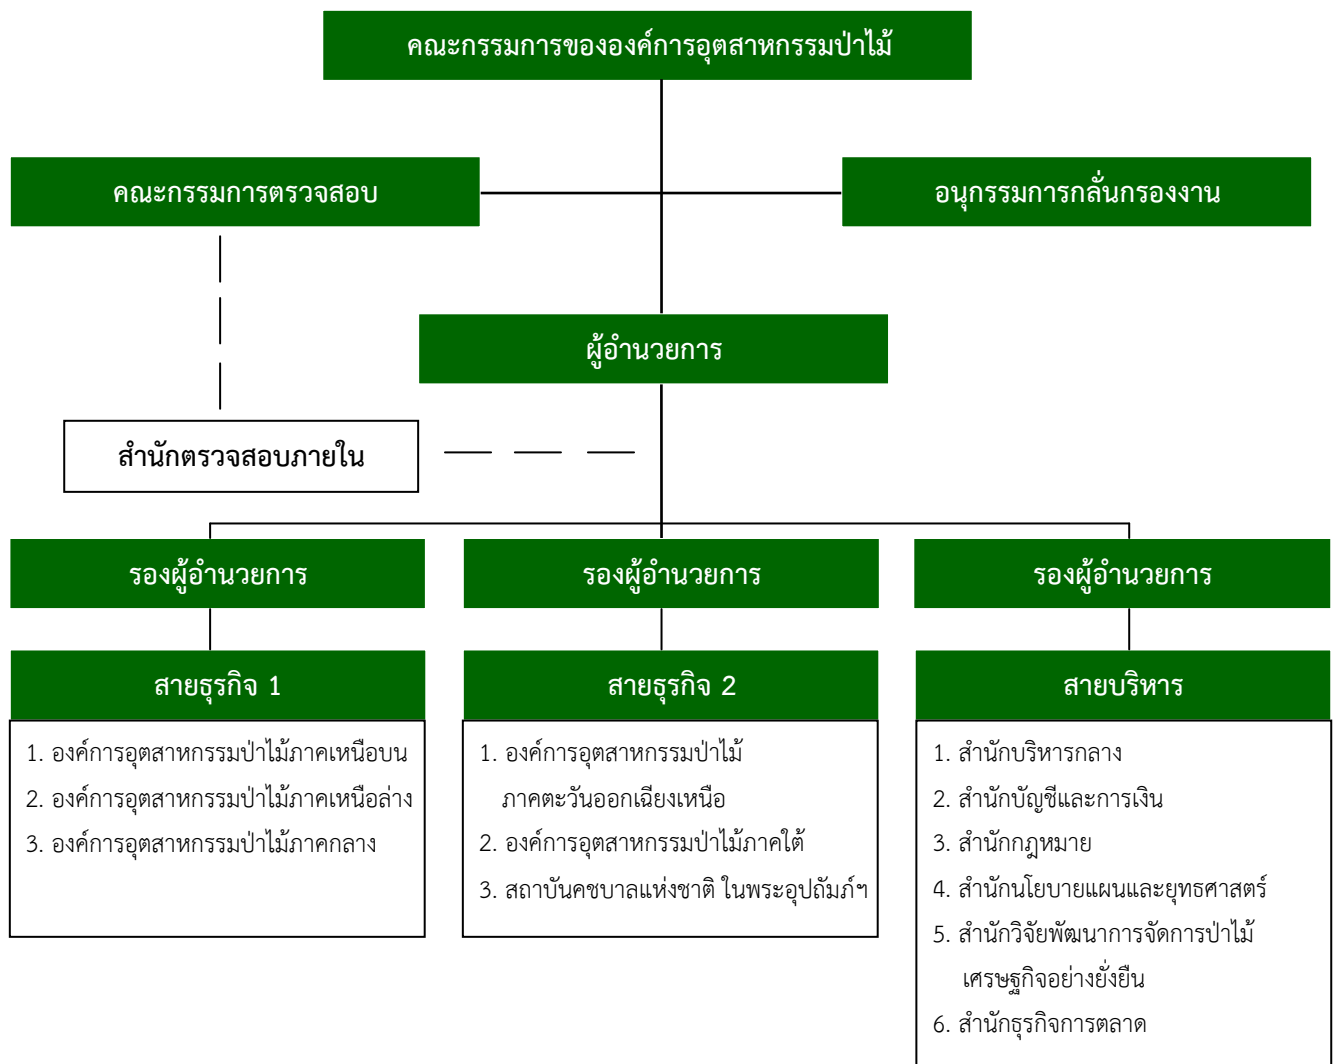 คณะกรรมการขององค์การอุตสาหกรรมป่าไม้
คณะกรรมการตรวจสอบ
อนุกรรมการกลั่นกรองงาน
ผู้อำนวยการ
สำนักตรวจสอบภายใน
รองผู้อำนวยการ
รองผู้อำนวยการ
รองผู้อำนวยการ
สายธุรกิจ 1
สายธุรกิจ 2
สายบริหาร
1. องค์การอุตสาหกรรมป่าไม้ภาคเหนือบน
2. องค์การอุตสาหกรรมป่าไม้ภาคเหนือล่าง
3. องค์การอุตสาหกรรมป่าไม้ภาคกลาง
1. องค์การอุตสาหกรรมป่าไม้
ภาคตะวันออกเฉียงเหนือ
2. องค์การอุตสาหกรรมป่าไม้ภาคใต้
3. สถาบันคชบาลแห่งชาติ ในพระอุปถัมภ์ฯ
1. สำนักบริหารกลาง
2. สำนักบัญชีและการเงิน
3. สำนักกฎหมาย
4. สำนักนโยบายแผนและยุทธศาสตร์
5. สำนักวิจัยพัฒนาการจัดการป่าไม้
เศรษฐกิจอย่างยั่งยืน
6. สำนักธุรกิจการตลาด